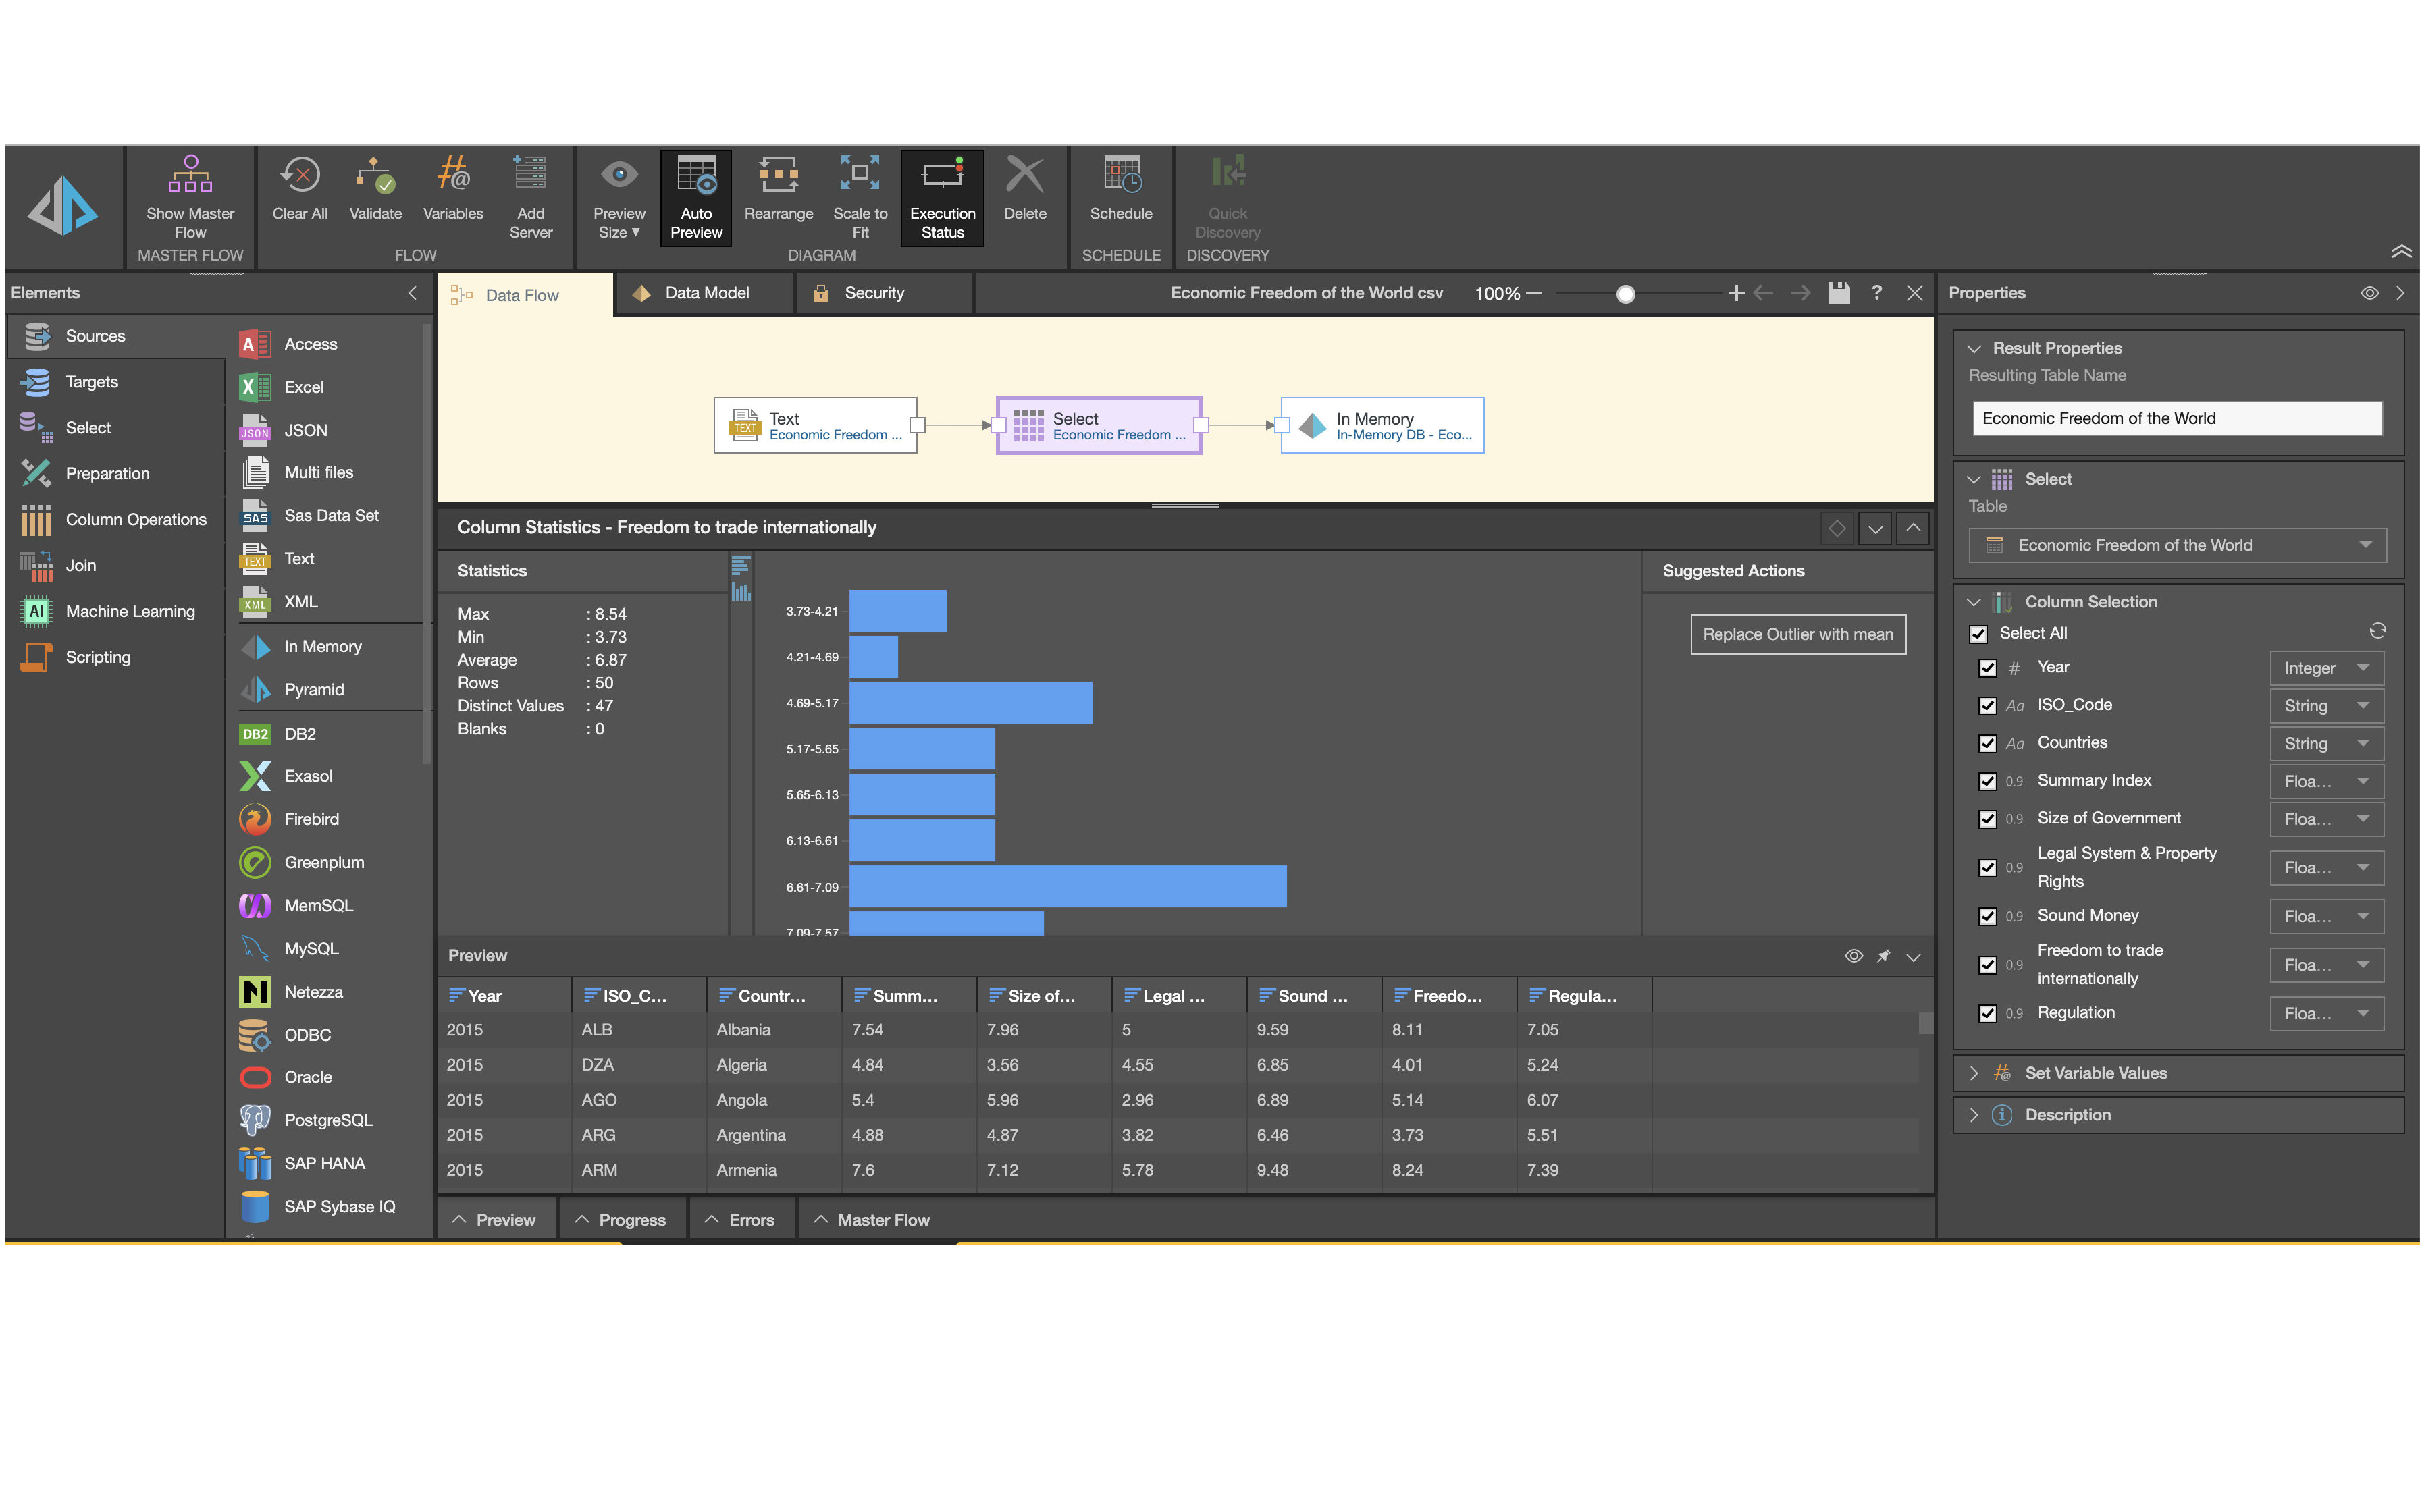 Show Master
Flow
MASTER FLOW
Clear All
Validate
Variables
Add
Server
FLOW
Preview
Size ▼
Auto
Preview
Rearrange
Scale to
Fit
Execution
Status
Delete
DIAGRAM
Schedule
SCHEDULE
Quick
Discovery
DISCOVERY
Elements
Sources
Targets
Select
Preparation
Column Operations
Join
AI
Machine Learning
Scripting
Access
Excel
JSON
JSON
Multi files
SAS
Sas Data Set
TEXT
Text
XML
XML
In Memory
Pyramid
DB2
DB2
Exasol
Firebird
Greenplum
MemSQL
MySQL
Netezza
ODBC
Oracle
PostgreSQL
SAP HANA
SAP Sybase IQ
Data Flow
Data Model
Security
Economic Freedom of the World csv
100%
?
TEXT
Text
Economic Freedom ...
Select
Economic Freedom ...
In Memory
In-Memory DB - Eco...
Column Statistics - Freedom to trade internationally
Statistics
Max : 8.54
Min : 3.73
Average : 6.87
Rows : 50
Distinct Values : 47
Blanks : 0
3.73-4.21
4.21-4.69
4.69-5.17
5.17-5.65
5.65-6.13
6.13-6.61
6.61-7.09
7.09-7.57
Suggested Actions
Replace Outlier with mean
Preview
Year ISO_C... Countr... Summ... Size of... Legal ... Sound ... Freedo... Regula...
2015 ALB Albania 7.54 7.96 5 9.59 8.11 7.05
2015 DZA Algeria 4.84 3.56 4.55 6.85 4.01 5.24
2015 AGO Angola 5.4 5.96 2.96 6.89 5.14 6.07
2015 ARG Argentina 4.88 4.87 3.82 6.46 3.73 5.51
2015 ARM Armenia 7.6 7.12 5.78 9.48 8.24 7.39
Preview
Progress
Errors
Master Flow
Properties
Result Properties
Resulting Table Name
Economic Freedom of the World
Select
Table
Economic Freedom of the World
Column Selection
Select All
# Year Integer
Aa ISO_Code String
Aa Countries String
0.9 Summary Index Floa...
0.9 Size of Government Floa...
0.9 Legal System & Property
Rights Floa...
0.9 Sound Money Floa...
0.9 Freedom to trade
internationally Floa...
0.9 Regulation Floa...
Set Variable Values
Description